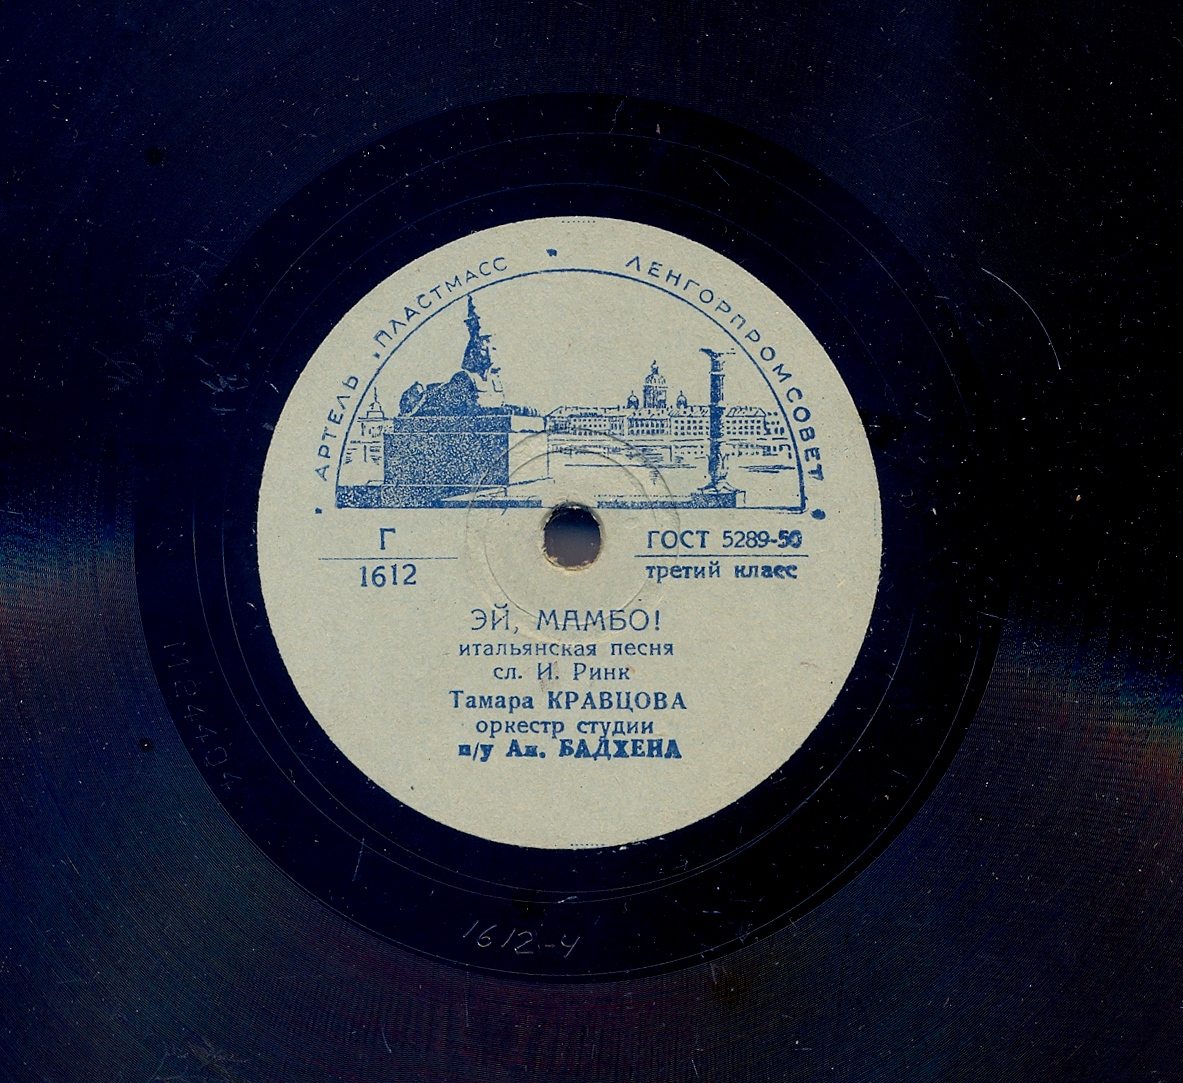 АРТЕЛЬ „ПЛАСТМАСС • ЛЕНГОРПРОМСОВЕТ
Г
1612
ГОСТ 5289-50
третий класс
ЭЙ, МАМБО!
итальянская песня
сл. И. Ринк
Тамара КРАВЦОВА
оркестр студии
п/у Ан. БАДХЕНА
1612-4